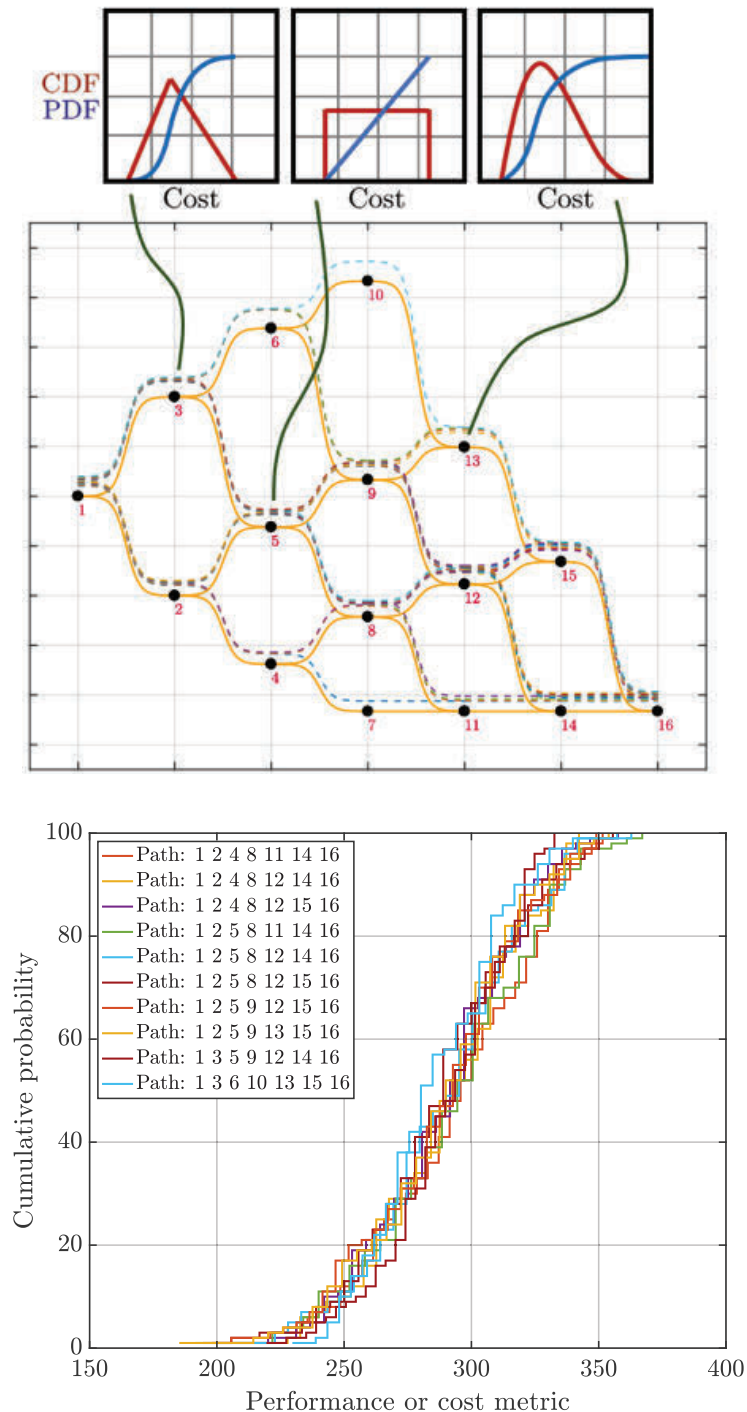 CDF
PDF
Cost Cost Cost
10
6
3
13
9
1
5
15
12
2
8
4
7 11 14 16
100
80
60
40
20
0
Cumulative probability
Path: 1 2 4 8 11 14 16
Path: 1 2 4 8 12 14 16
Path: 1 2 4 8 12 15 16
Path: 1 2 5 8 11 14 16
Path: 1 2 5 8 12 14 16
Path: 1 2 5 8 12 15 16
Path: 1 2 5 9 12 15 16
Path: 1 2 5 9 13 15 16
Path: 1 3 5 9 12 14 16
Path: 1 3 6 10 13 15 16
150 200 250 300 350 400
Performance or cost metric